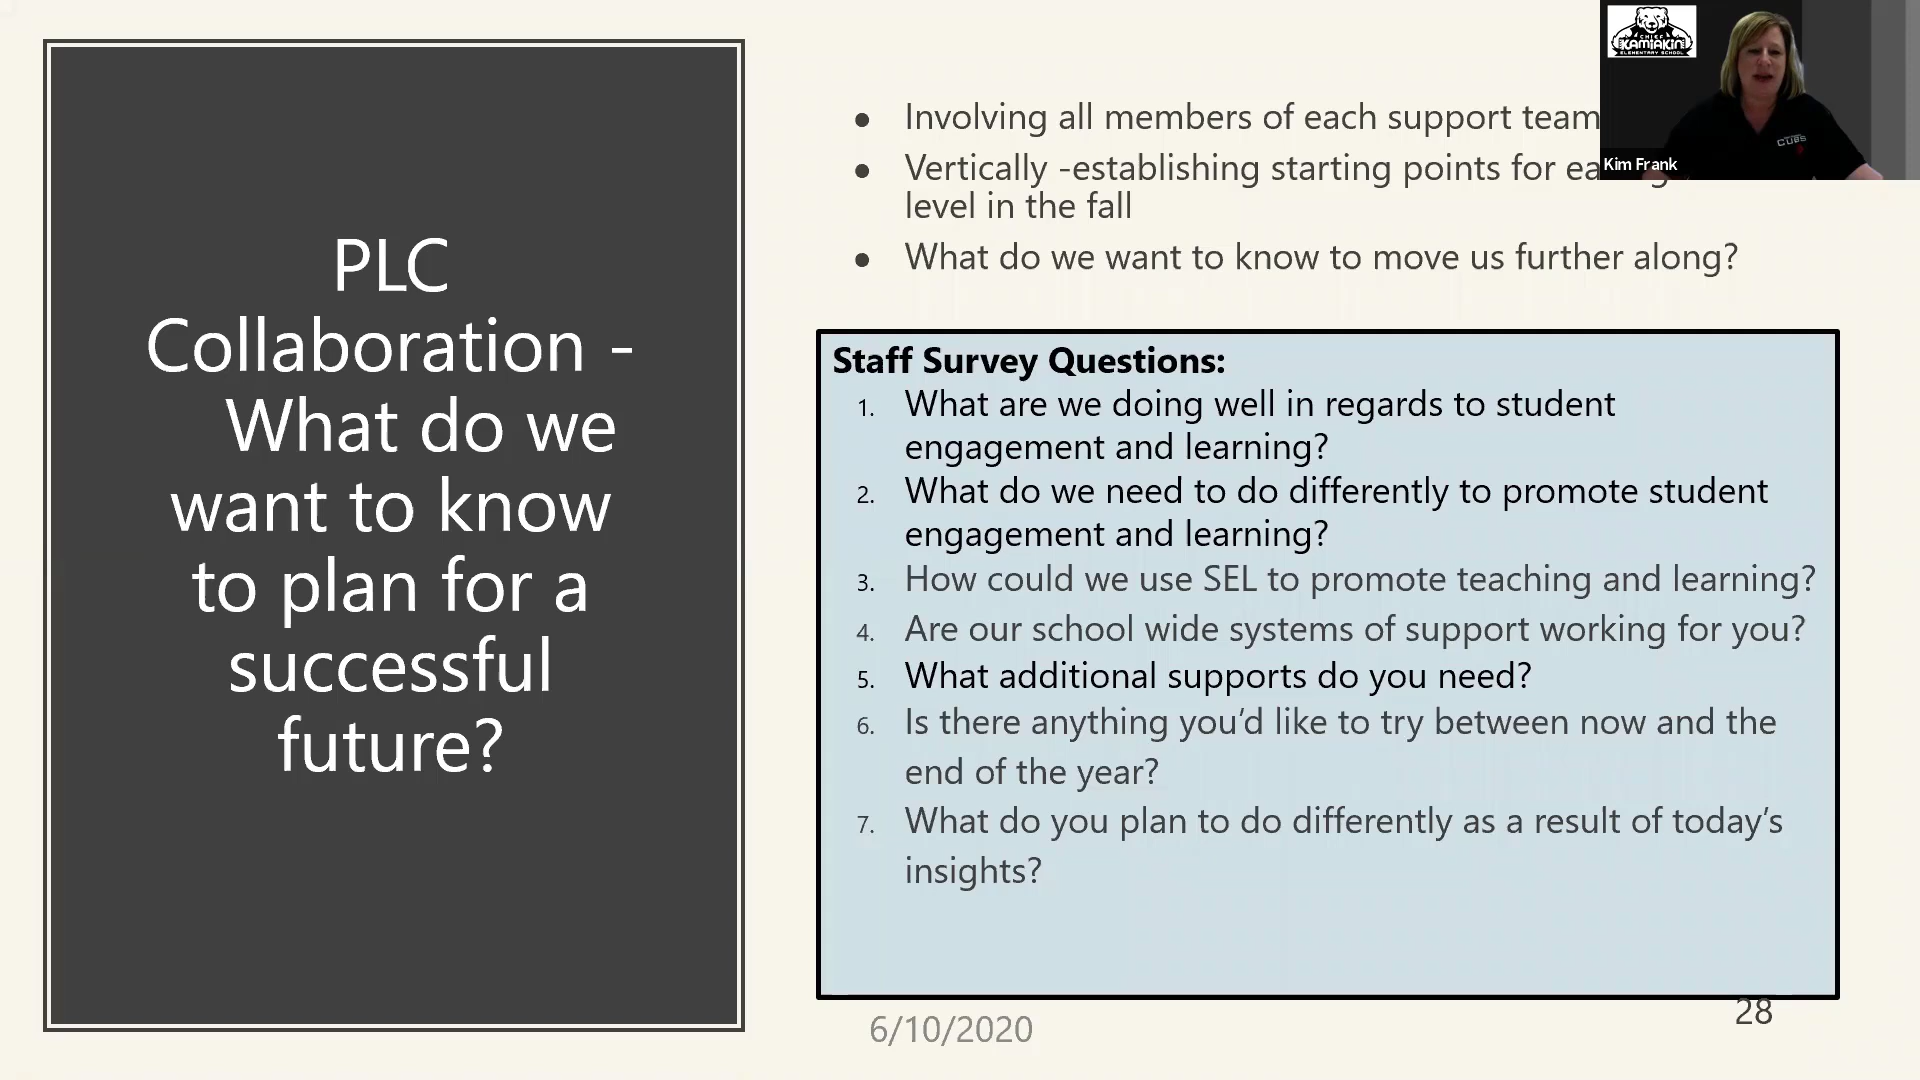 PLC
Collaboration -
What do we
want to know
to plan for a
successful
future?
● Involving all members of each support team
● Vertically -establishing starting points for
level in the fall
● What do we want to know to move us further along?
Staff Survey Questions:
1. What are we doing well in regards to student
engagement and learning?
2. What do we need to do differently to promote student
engagement and learning?
3. How could we use SEL to promote teaching and learning?
4. Are our school wide systems of support working for you?
5. What additional supports do you need?
6. Is there anything you’d like to try between now and the
end of the year?
7. What do you plan to do differently as a result of today’s
insights?
6/10/2020
28
CHIEF
KAMIAKIN
ELEMENTARY SCHOOL
CUBS
Kim Frank